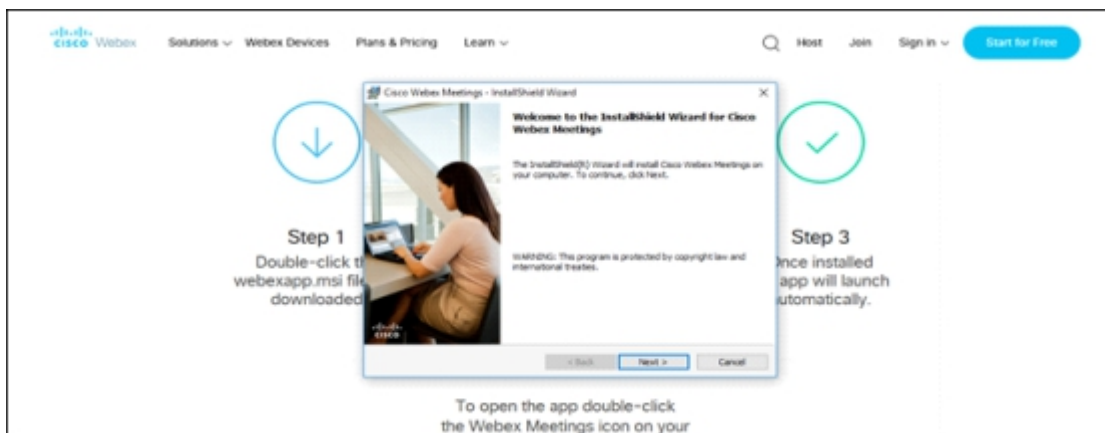 CISCO Webex Solutions Webex Devices Plans & Pricing Learn Host Join Sign in Start for Free
Cisco Webex Meetings - InstallShield Wizard
Welcome to the InstallShield Wizard for Cisco
Webex Meetings
The InstallShield(R) Wizard will install Cisco Webex Meetings on
your computer. To continue, click Next.
WARNING: This program is protected by copyright law and
international treaties.
CISCO
< Back Next > Cancel
Step 1
Double-click
webexapp.msi
downloaded
Step 3
installed
app will launch
automatically.
To open the app double-click
the Webex Meetings icon on your